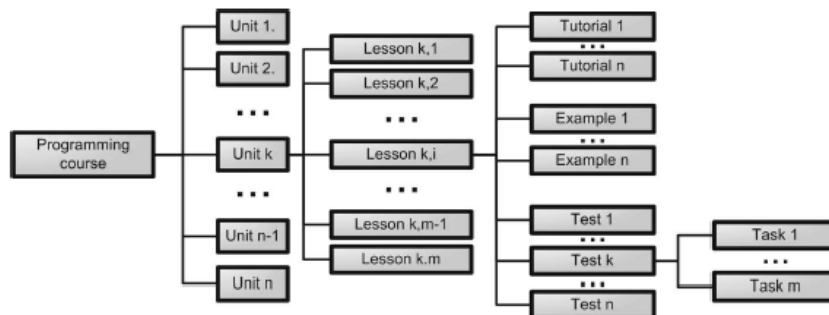 Programming
course
Unit 1.
Unit 2.
...
Unit k
...
Unit n-1
Unit n
Lesson k,1
Lesson k,2
...
Lesson k,i
...
Lesson k,m-1
Lesson k.m
Tutorial 1
...
Tutorial n
Example 1
...
Example n
Test 1
...
Test k
...
Test n
Task 1
...
Task m